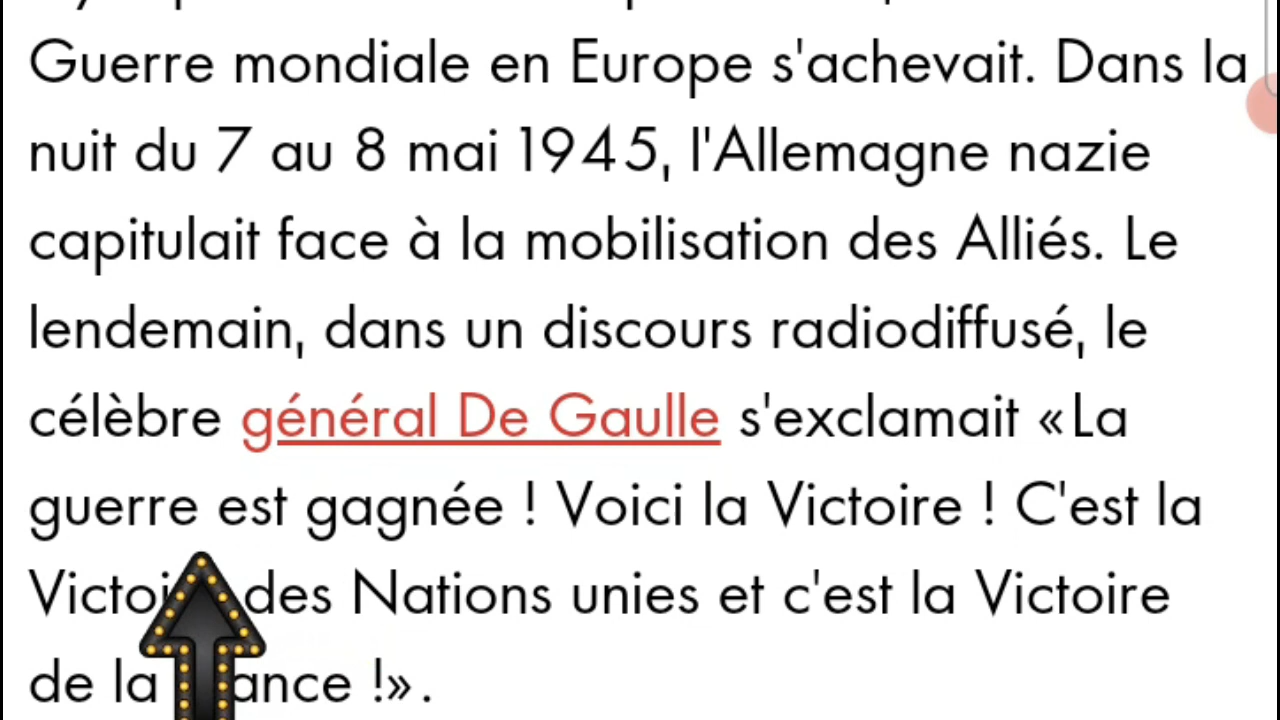 Guerre mondiale en Europe s'achevait. Dans la
nuit du 7 au 8 mai 1945, l'Allemagne nazie
capitulait face à la mobilisation des Alliés. Le
lendemain, dans un discours radiodiffusé, le
célèbre général De Gaulle s'exclamait «La
guerre est gagnée ! Voici la Victoire ! C'est la
des Nations unies et c'est la Victoire
de la !».